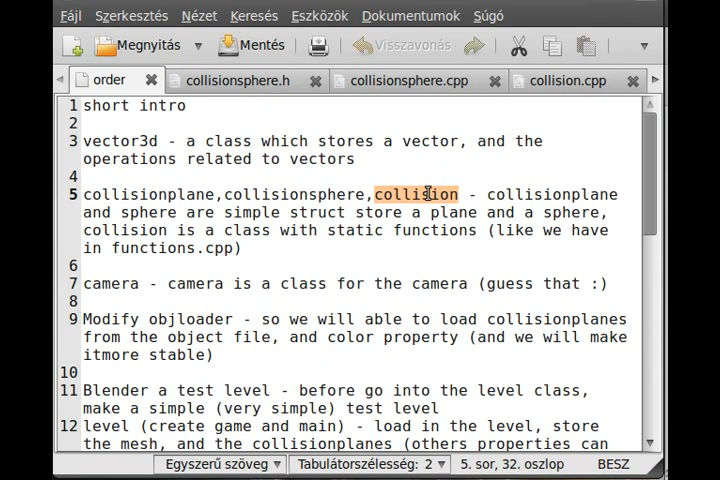 Fájl Szerkesztés Nézet Keresés Eszközök Dokumentumok Súgó
Megnyitás Mentés Visszavonás
order collisionsphere.h collisionsphere.cpp collision.cpp
1 short intro
2
3 vector3d - a class which stores a vector, and the
operations related to vectors
4
5 collisionplane,collisionsphere,collision - collisionplane
and sphere are simple struct store a plane and a sphere,
collision is a class with static functions (like we have
in functions.cpp)
6
7 camera - camera is a class for the camera (guess that :)
8
9 Modify objloader - so we will able to load collisionplanes
from the object file, and color property (and we will make
itmore stable)
10
11 Blender a test level - before go into the level class,
make a simple (very simple) test level
12 level (create game and main) - load in the level, store
the mesh, and the collisionplanes (others properties can
Egyszerű szöveg Tabulátorszélesség: 2 5. sor, 32. oszlop BESZ